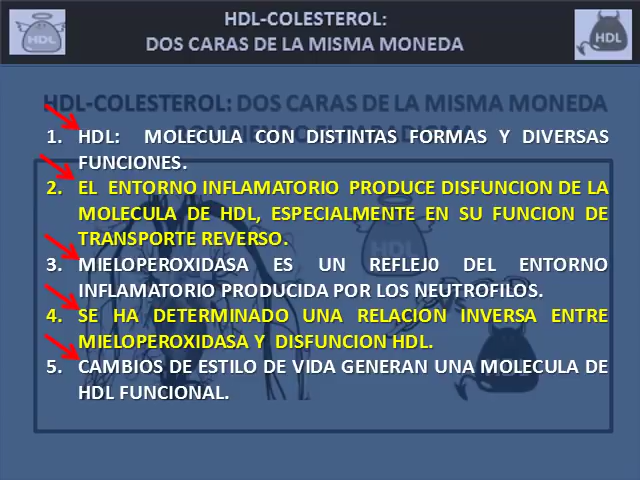 HDL-COLESTEROL:
DOS CARAS DE LA MISMA MONEDA
HDL
HDL
HDL-COLESTEROL: DOS CARAS DE LA MISMA MONEDA
1. HDL: MOLECULA CON DISTINTAS FORMAS Y DIVERSAS
FUNCIONES.
2. EL ENTORNO INFLAMATORIO PRODUCE DISFUNCION DE LA
MOLECULA DE HDL, ESPECIALMENTE EN SU FUNCION DE
TRANSPORTE REVERSO.
3. MIELOPEROXIDASA ES UN REFLEJ0 DEL ENTORNO
INFLAMATORIO PRODUCIDA POR LOS NEUTROFILOS.
4. SE HA DETERMINADO UNA RELACION INVERSA ENTRE
MIELOPEROXIDASA Y DISFUNCION HDL.
5. CAMBIOS DE ESTILO DE VIDA GENERAN UNA MOLECULA DE
HDL FUNCIONAL.
HDL
HDL